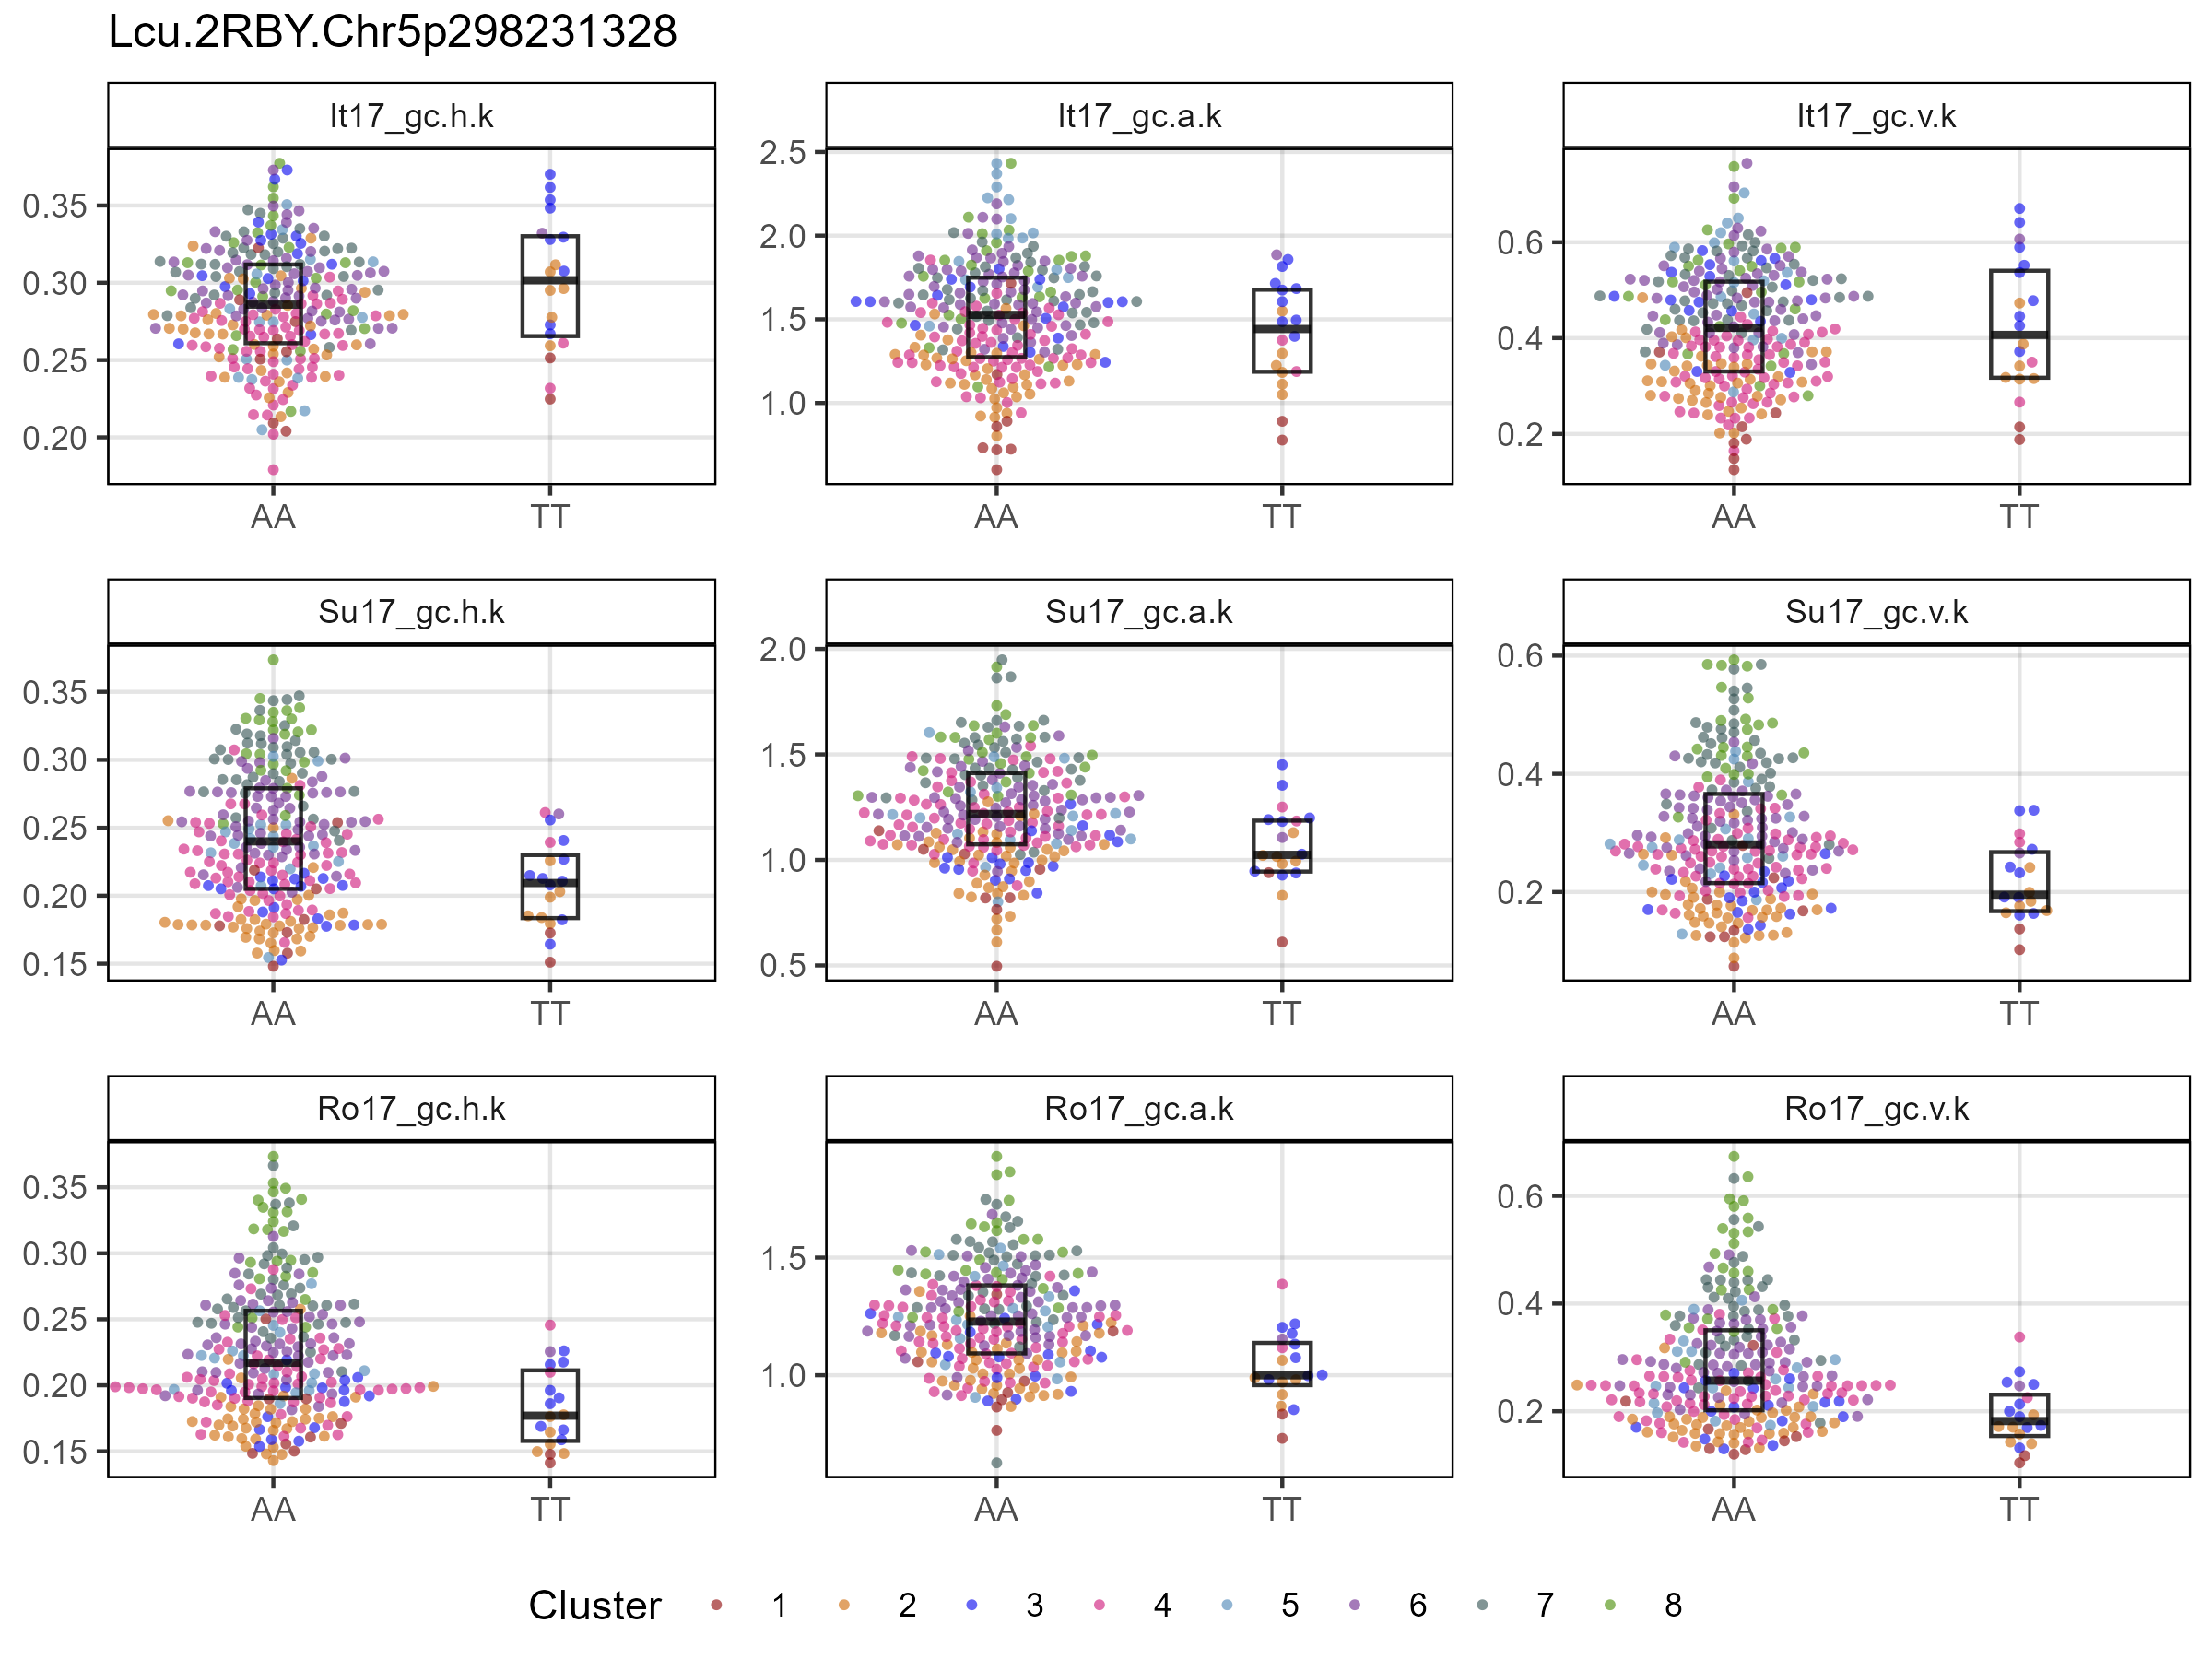 Lcu.2RBY.Chr5p298231328
It17_gc.h.k
It17_gc.a.k
It17_gc.v.k
0.35
0.30
0.25
0.20
AA TT
2.5
2.0
1.5
1.0
AA TT
0.6
0.4
0.2
AA TT
Su17_gc.h.k
Su17_gc.a.k
Su17_gc.v.k
0.35
0.30
0.25
0.20
0.15
AA TT
2.0
1.5
1.0
0.5
AA TT
0.6
0.4
0.2
AA TT
Ro17_gc.h.k
Ro17_gc.a.k
Ro17_gc.v.k
0.35
0.30
0.25
0.20
0.15
AA TT
1.5
1.0
AA TT
0.6
0.4
0.2
AA TT
Cluster 1 2 3 4 5 6 7 8